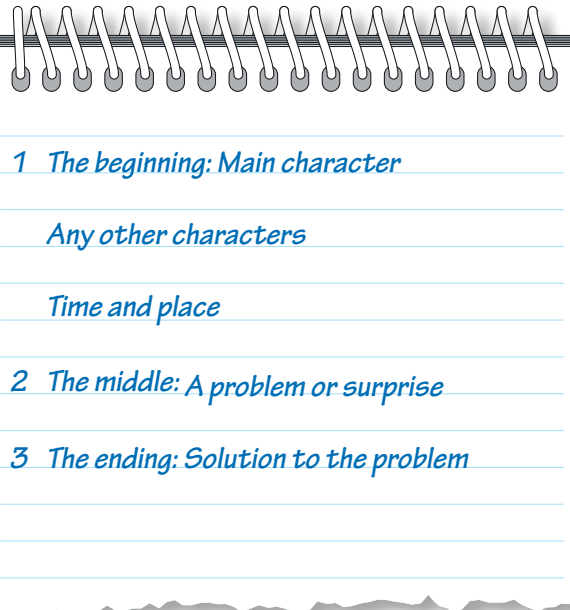 1 The beginning: Main character
Any other characters
Time and place
2 The middle: A problem or surprise
3 The ending: Solution to the problem